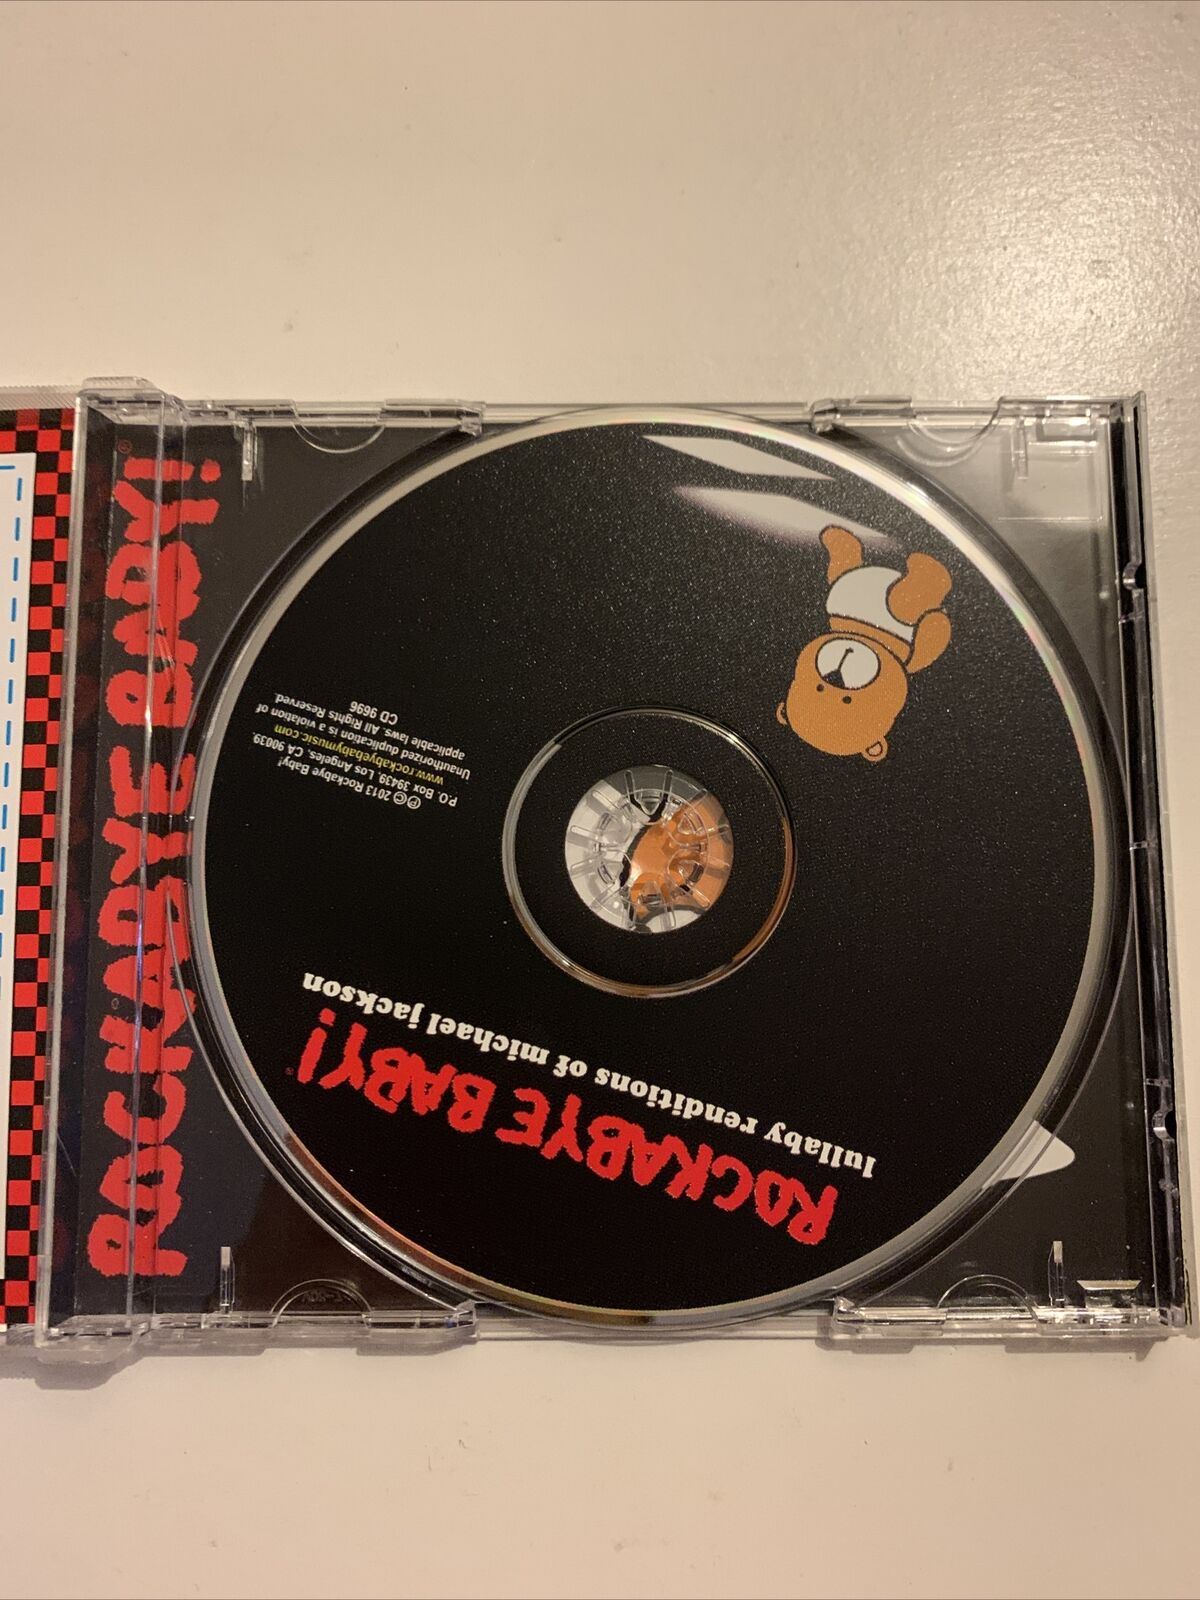 ROCKABYE BABY!®
ROCKABYE BABY!®
lullaby renditions of michael jackson
℗© 2013 Rockabye Baby!
P.O. Box 39439, Los Angeles, CA 90039.
www.rockabyebabymusic.com
Unauthorized duplication is a violation of
applicable laws. All Rights Reserved.
CD 9696